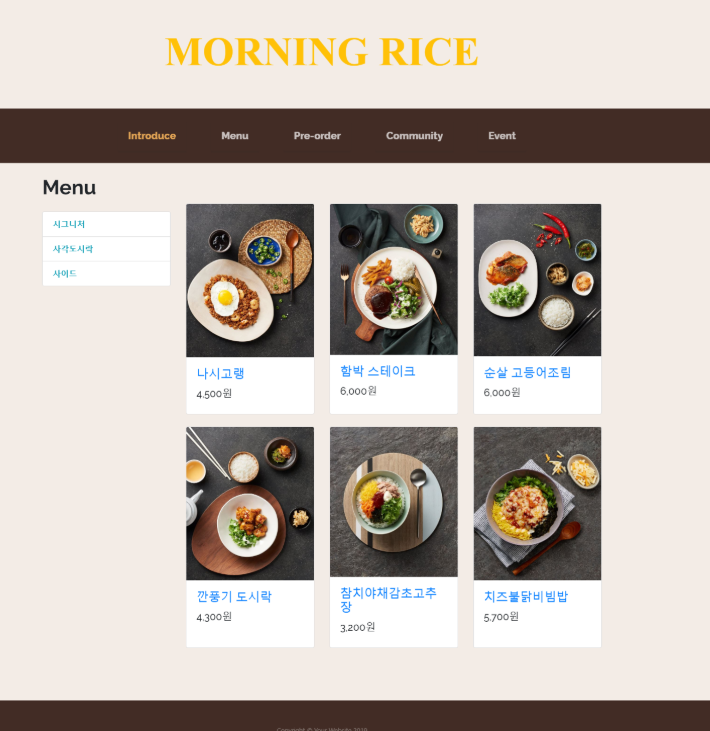 MORNING RICE
Introduce Menu Pre-order Community Event
Menu
시그니처
사각도시락
사이드
나시고랭
4,500원
함박 스테이크
6,000원
순살 고등어조림
6,000원
깐풍기 도시락
4,300원
참치야채감초고추
장
3,200원
치즈불닭비빔밥
5,700원
Copyright © Your Website 2019